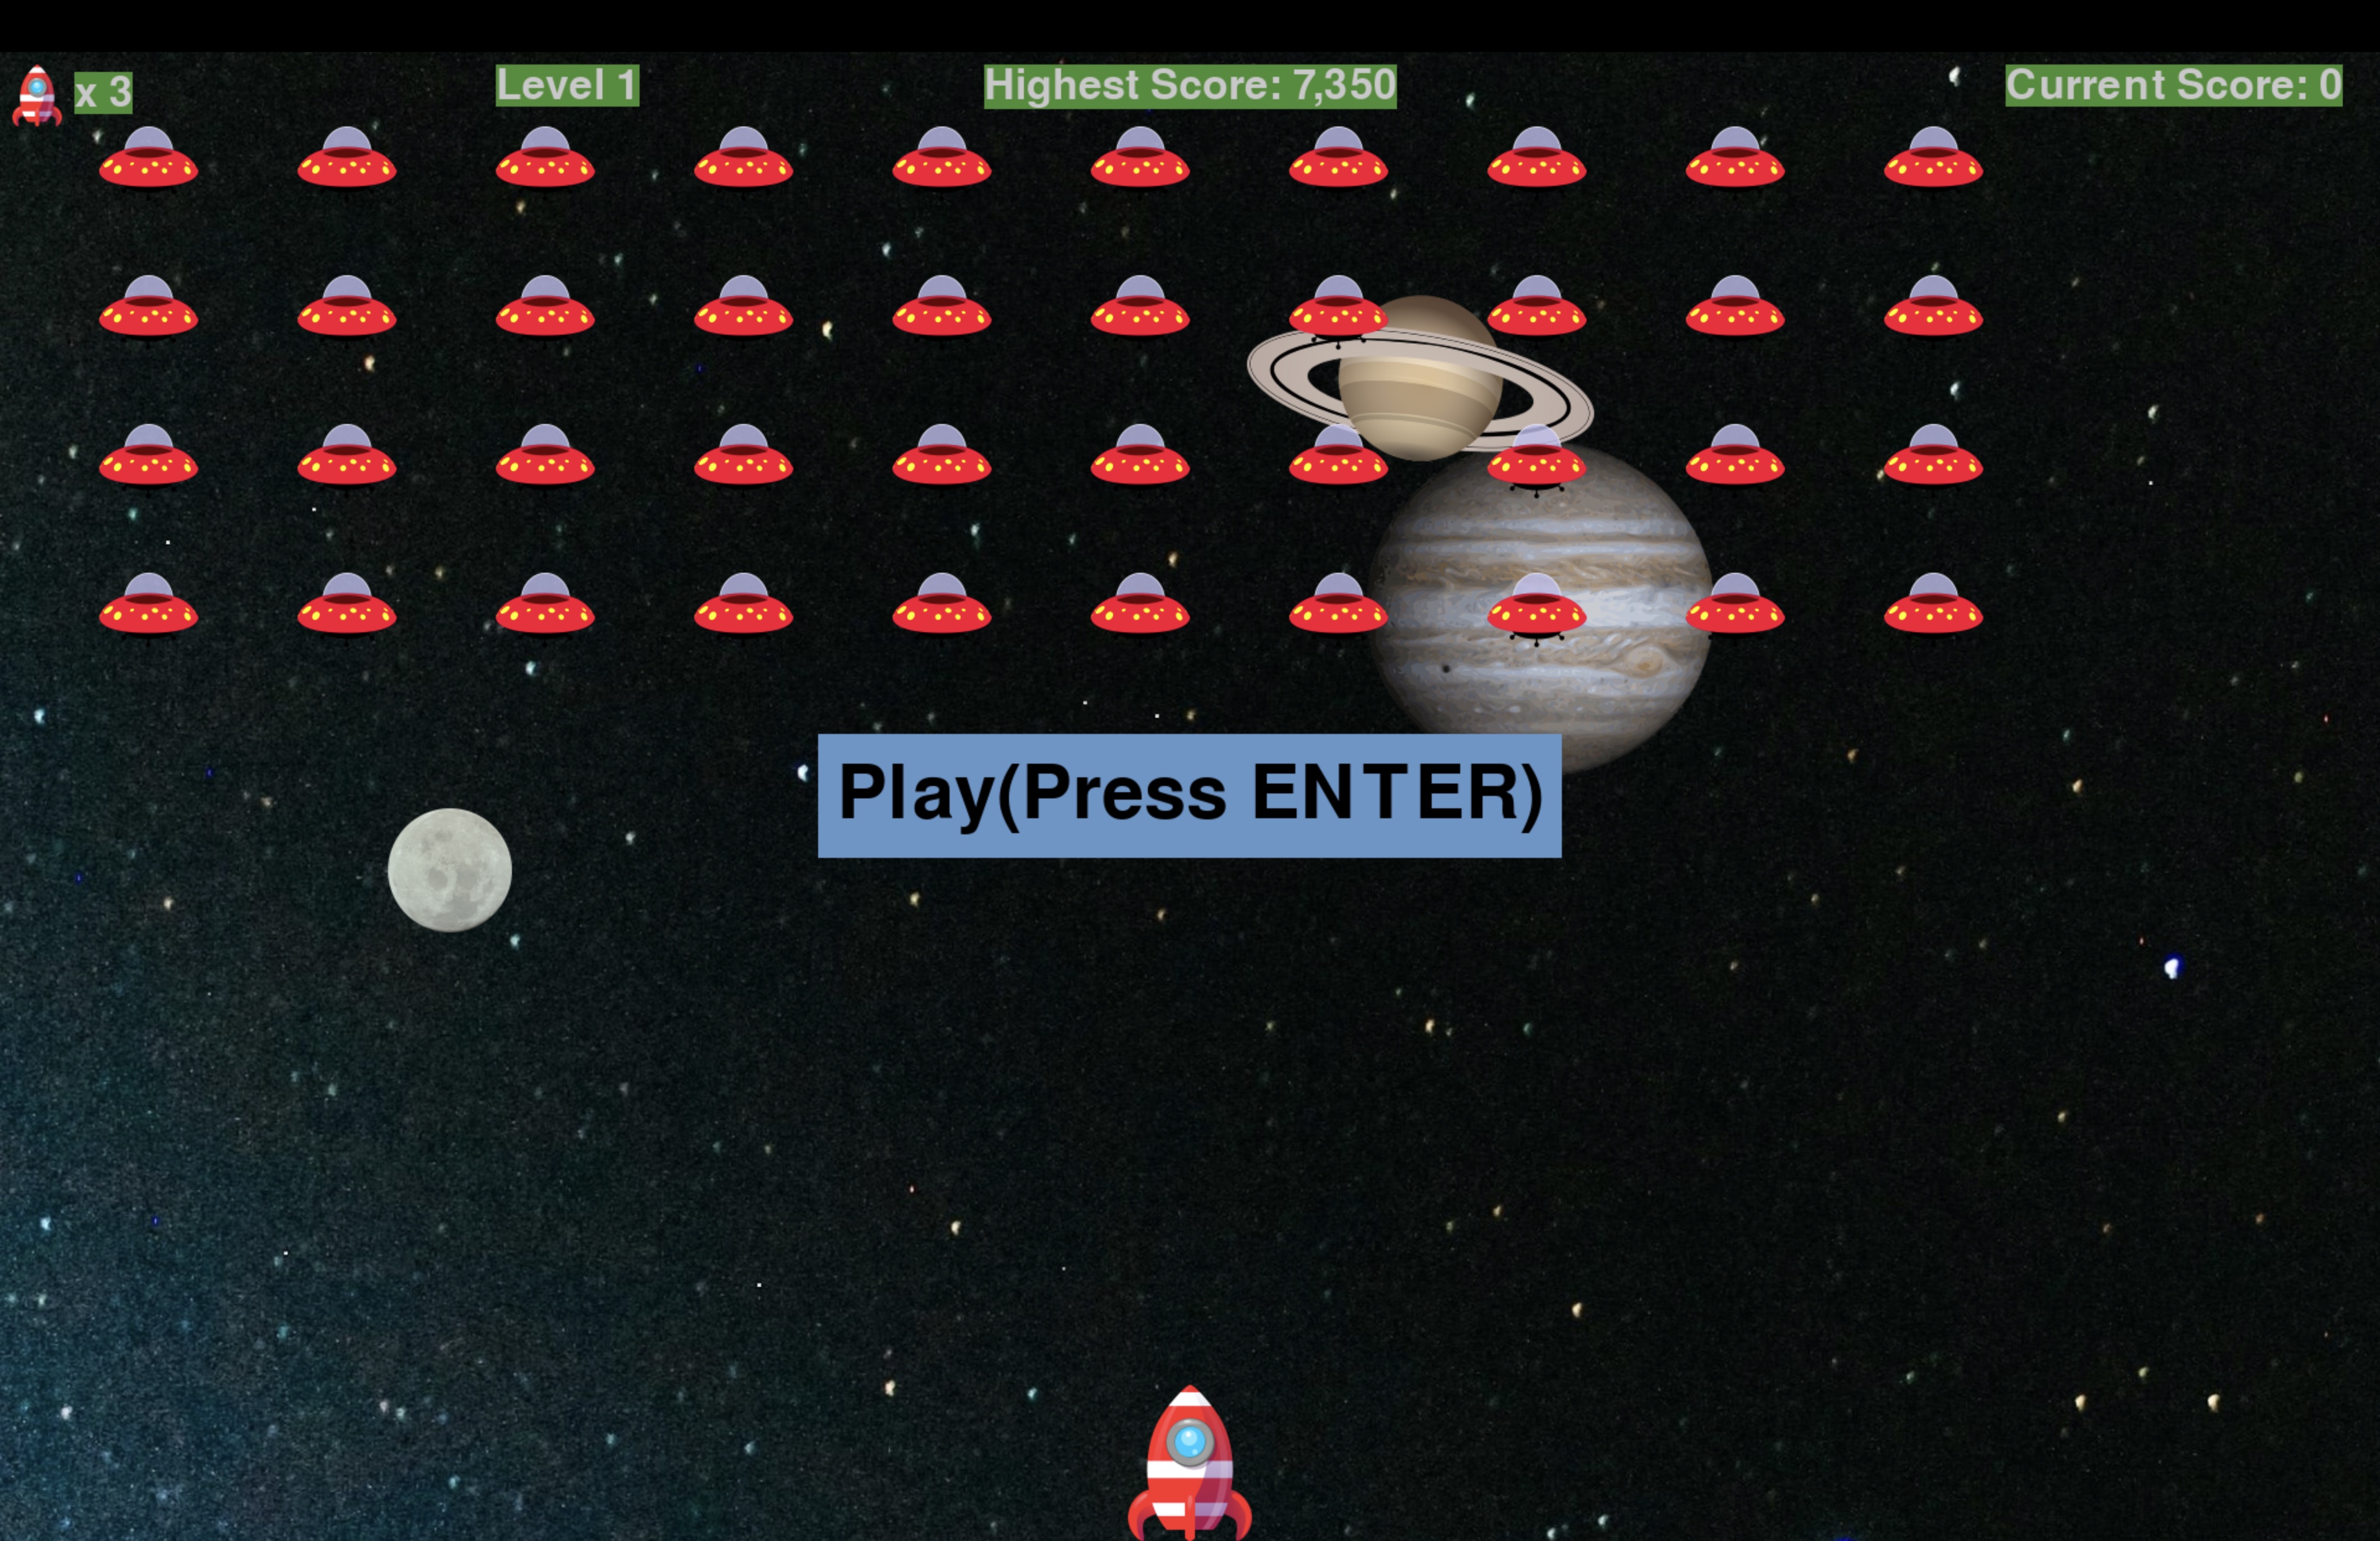 x 3
Level 1
Highest Score: 7,350
Current Score: 0
Play(Press ENTER)